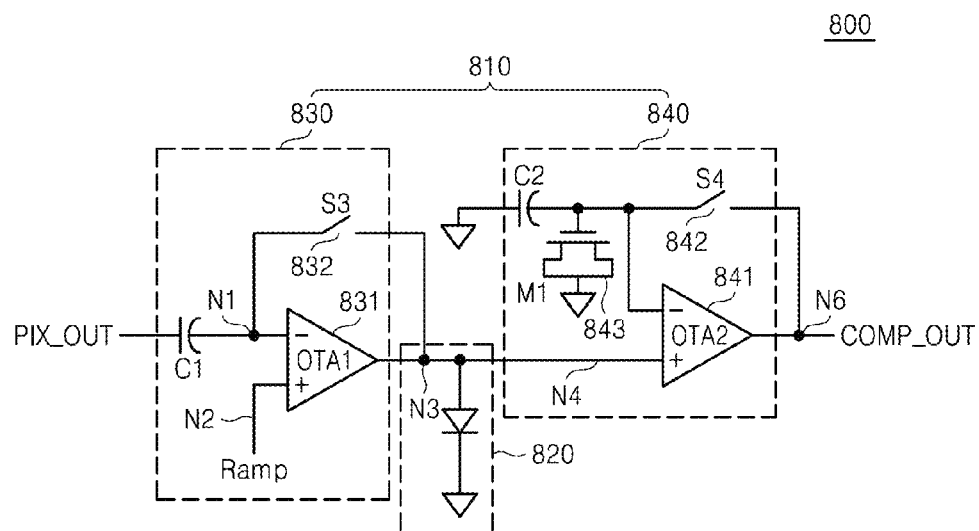 800
810
830
840
C2
S4
S3
842
832
M1
843
841
N1
831
N6
PIX_OUT
−
OTA1
+
C1
−
OTA2
+
COMP_OUT
N2
N3
N4
Ramp
820